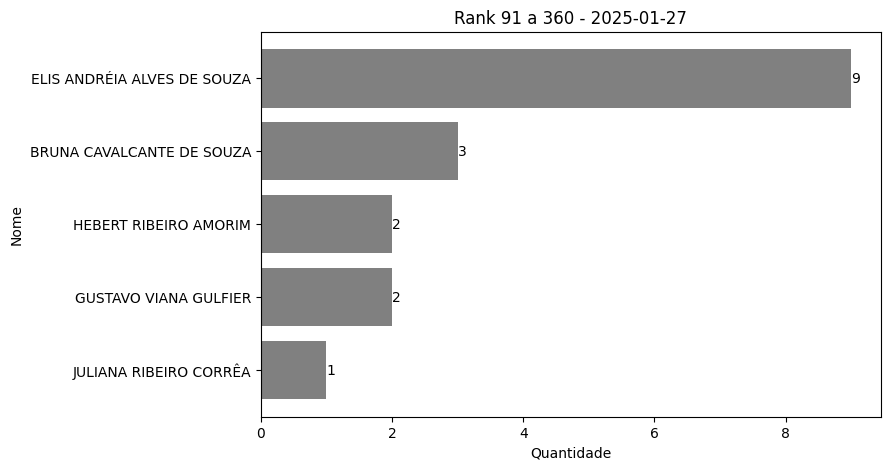 Rank 91 a 360 - 2025-01-27
Nome
ELIS ANDRÉIA ALVES DE SOUZA
9
BRUNA CAVALCANTE DE SOUZA
3
HEBERT RIBEIRO AMORIM
2
GUSTAVO VIANA GULFIER
2
JULIANA RIBEIRO CORRÊA
1
0 2 4 6 8
Quantidade